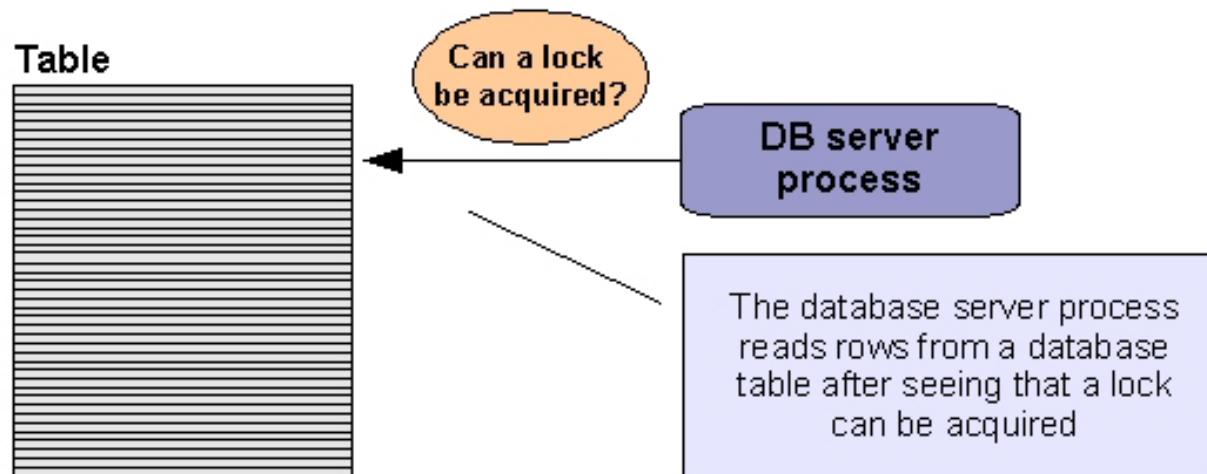 Table
Can a lock
be acquired?
DB server
process
The database server process
reads rows from a database
table after seeing that a lock
can be acquired